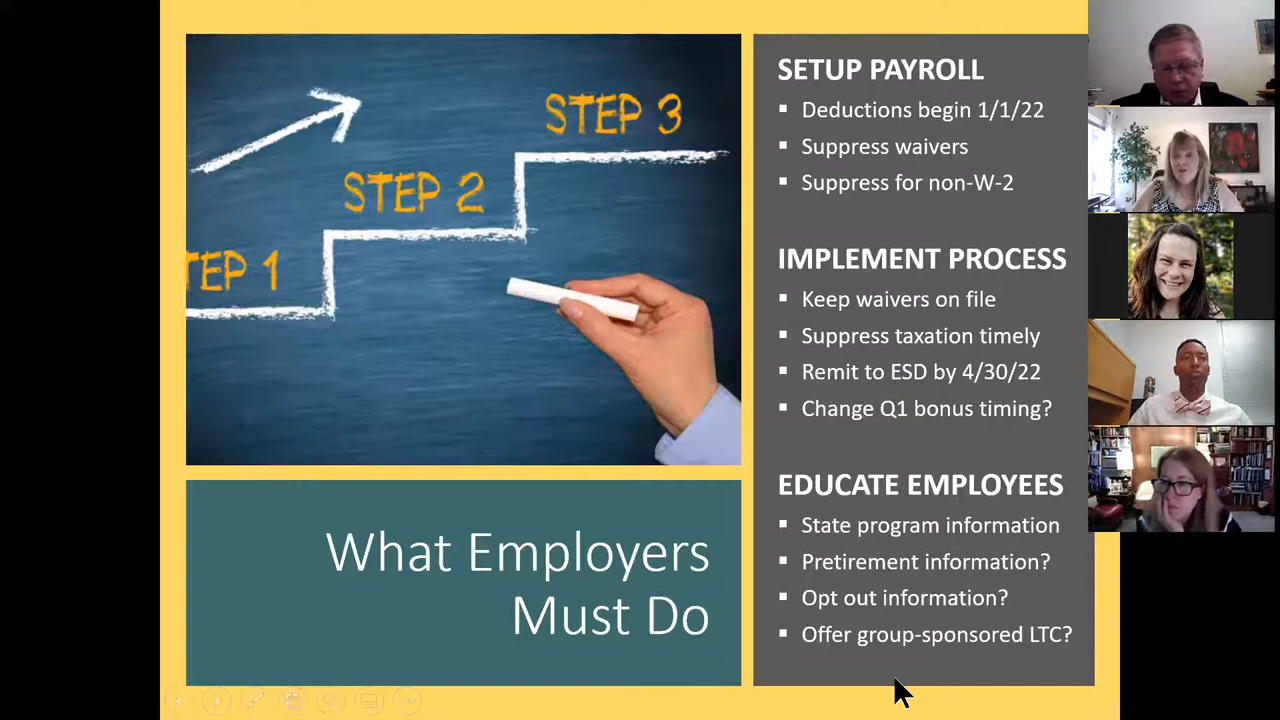 STEP 3
STEP 2
TEP 1
What Employers
Must Do
SETUP PAYROLL
▪ Deductions begin 1/1/22
▪ Suppress waivers
▪ Suppress for non-W-2
IMPLEMENT PROCESS
▪ Keep waivers on file
▪ Suppress taxation timely
▪ Remit to ESD by 4/30/22
▪ Change Q1 bonus timing?
EDUCATE EMPLOYEES
▪ State program information
▪ Pretirement information?
▪ Opt out information?
▪ Offer group-sponsored LTC?